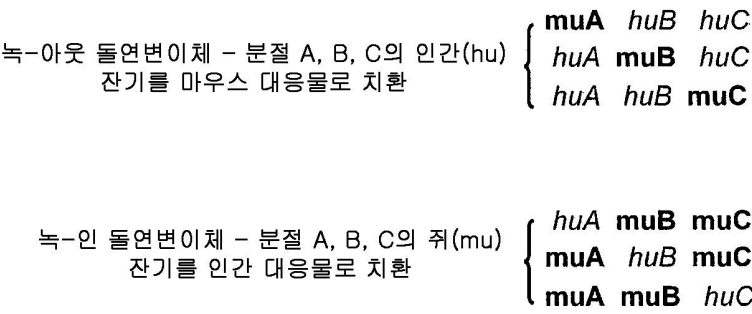 녹-아웃 돌연변이체 - 분절 A, B, C의 인간(hu)
잔기를 마우스 대응물로 치환
muA huB huC
huA muB huC
huA huB muC
녹-인 돌연변이체 - 분절 A, B, C의 쥐(mu)
잔기를 인간 대응물로 치환
huA muB muC
muA huB muC
muA muB huC